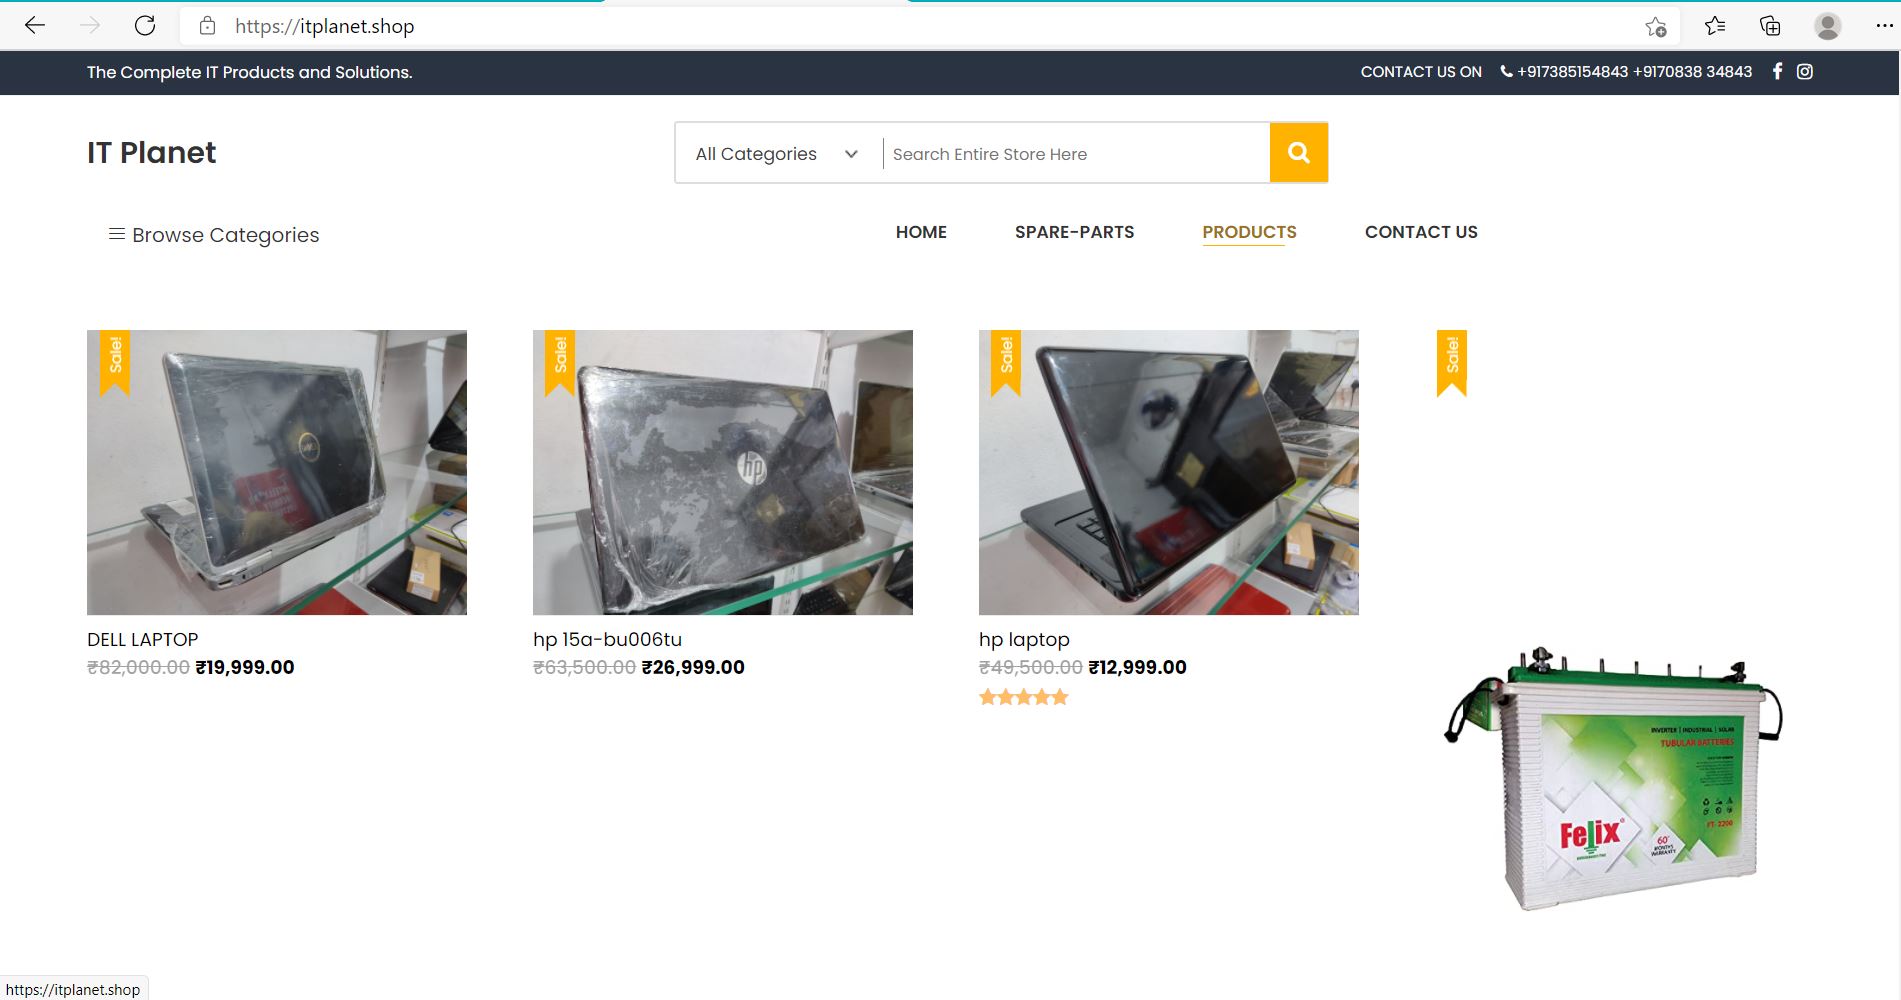 https://itplanet.shop
The Complete IT Products and Solutions.
CONTACT US ON +917385154843 +9170838 34843
IT Planet
All Categories
Search Entire Store Here
Browse Categories
HOME SPARE-PARTS PRODUCTS CONTACT US
Sale!
Sale!
Sale!
Sale!
hp
DELL LAPTOP
₹82,000.00 ₹19,999.00
hp 15a-bu006tu
₹63,500.00 ₹26,999.00
hp laptop
₹49,500.00 ₹12,999.00
INVERTER | INDUSTRIAL | SOLAR
TUBULAR BATTERIES
FT- 2200
Felix
60*
MONTHS
WARRANTY
https://itplanet.shop